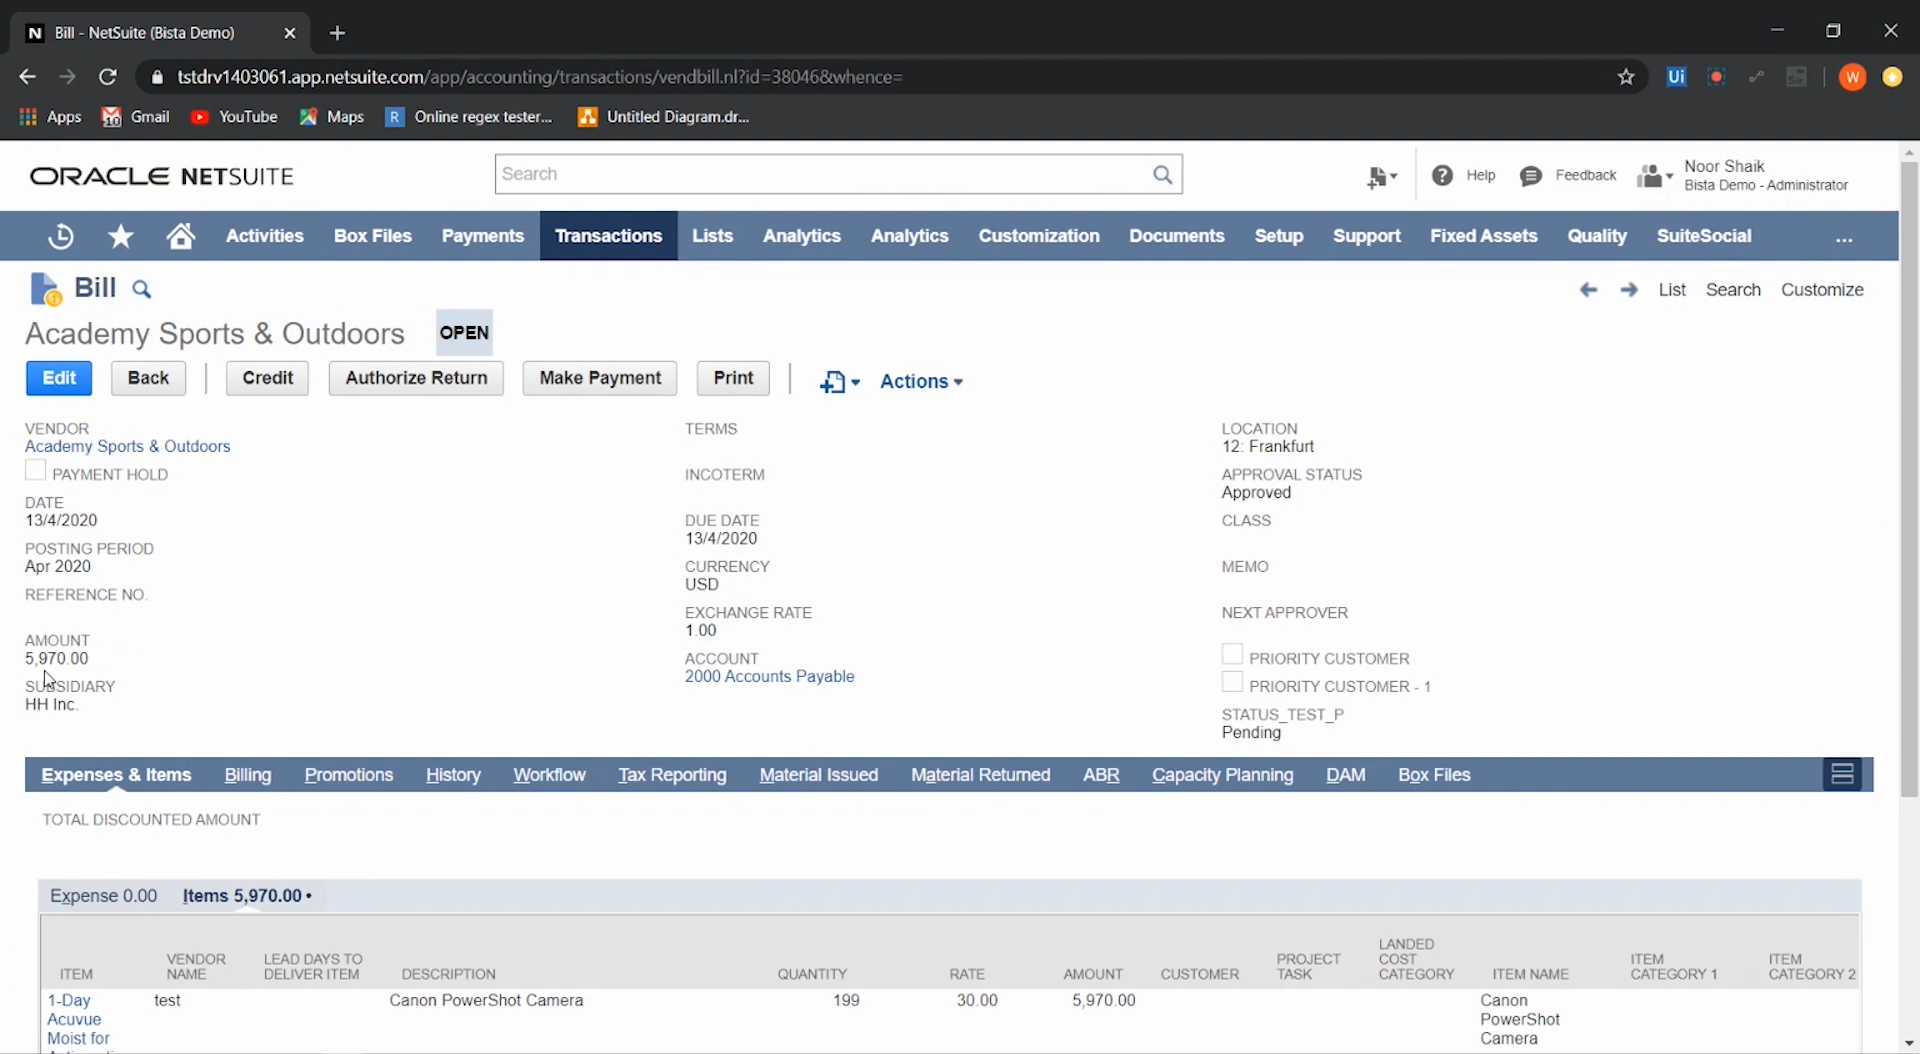 Bill - NetSuite (Bista Demo)
tstdrv1403061.app.netsuite.com/app/accounting/transactions/vendbill.nl?id=38046&whence=
Ui
W
Apps
10
Gmail
YouTube
Maps
R Online regex tester...
Untitled Diagram.dr...
ORACLE NETSUITE
Search
Help
Feedback
Noor Shaik
Bista Demo - Administrator
Activities Box Files Payments Transactions Lists Analytics Analytics Customization Documents Setup Support Fixed Assets Quality SuiteSocial ...
Bill
List Search Customize
Academy Sports & Outdoors OPEN
Edit Back Credit Authorize Return Make Payment Print Actions
VENDOR
Academy Sports & Outdoors
PAYMENT HOLD
DATE
13/4/2020
POSTING PERIOD
Apr 2020
REFERENCE NO.
AMOUNT
5,970.00
SUBSIDIARY
HH Inc.
TERMS
INCOTERM
DUE DATE
13/4/2020
CURRENCY
USD
EXCHANGE RATE
1.00
ACCOUNT
2000 Accounts Payable
LOCATION
12: Frankfurt
APPROVAL STATUS
Approved
CLASS
MEMO
NEXT APPROVER
PRIORITY CUSTOMER
PRIORITY CUSTOMER - 1
STATUS_TEST_P
Pending
Expenses & Items Billing Promotions History Workflow Tax Reporting Material Issued Material Returned ABR Capacity Planning DAM Box Files
TOTAL DISCOUNTED AMOUNT
Expense 0.00 Items 5,970.00 •
ITEM
VENDOR
NAME
LEAD DAYS TO
DELIVER ITEM
DESCRIPTION
QUANTITY
RATE
AMOUNT
CUSTOMER
PROJECT
TASK
LANDED
COST
CATEGORY
ITEM NAME
ITEM
CATEGORY 1
ITEM
CATEGORY 2
1-Day
Acuvue
Moist for
test
Canon PowerShot Camera
199
30.00
5,970.00
Canon
PowerShot
Camera